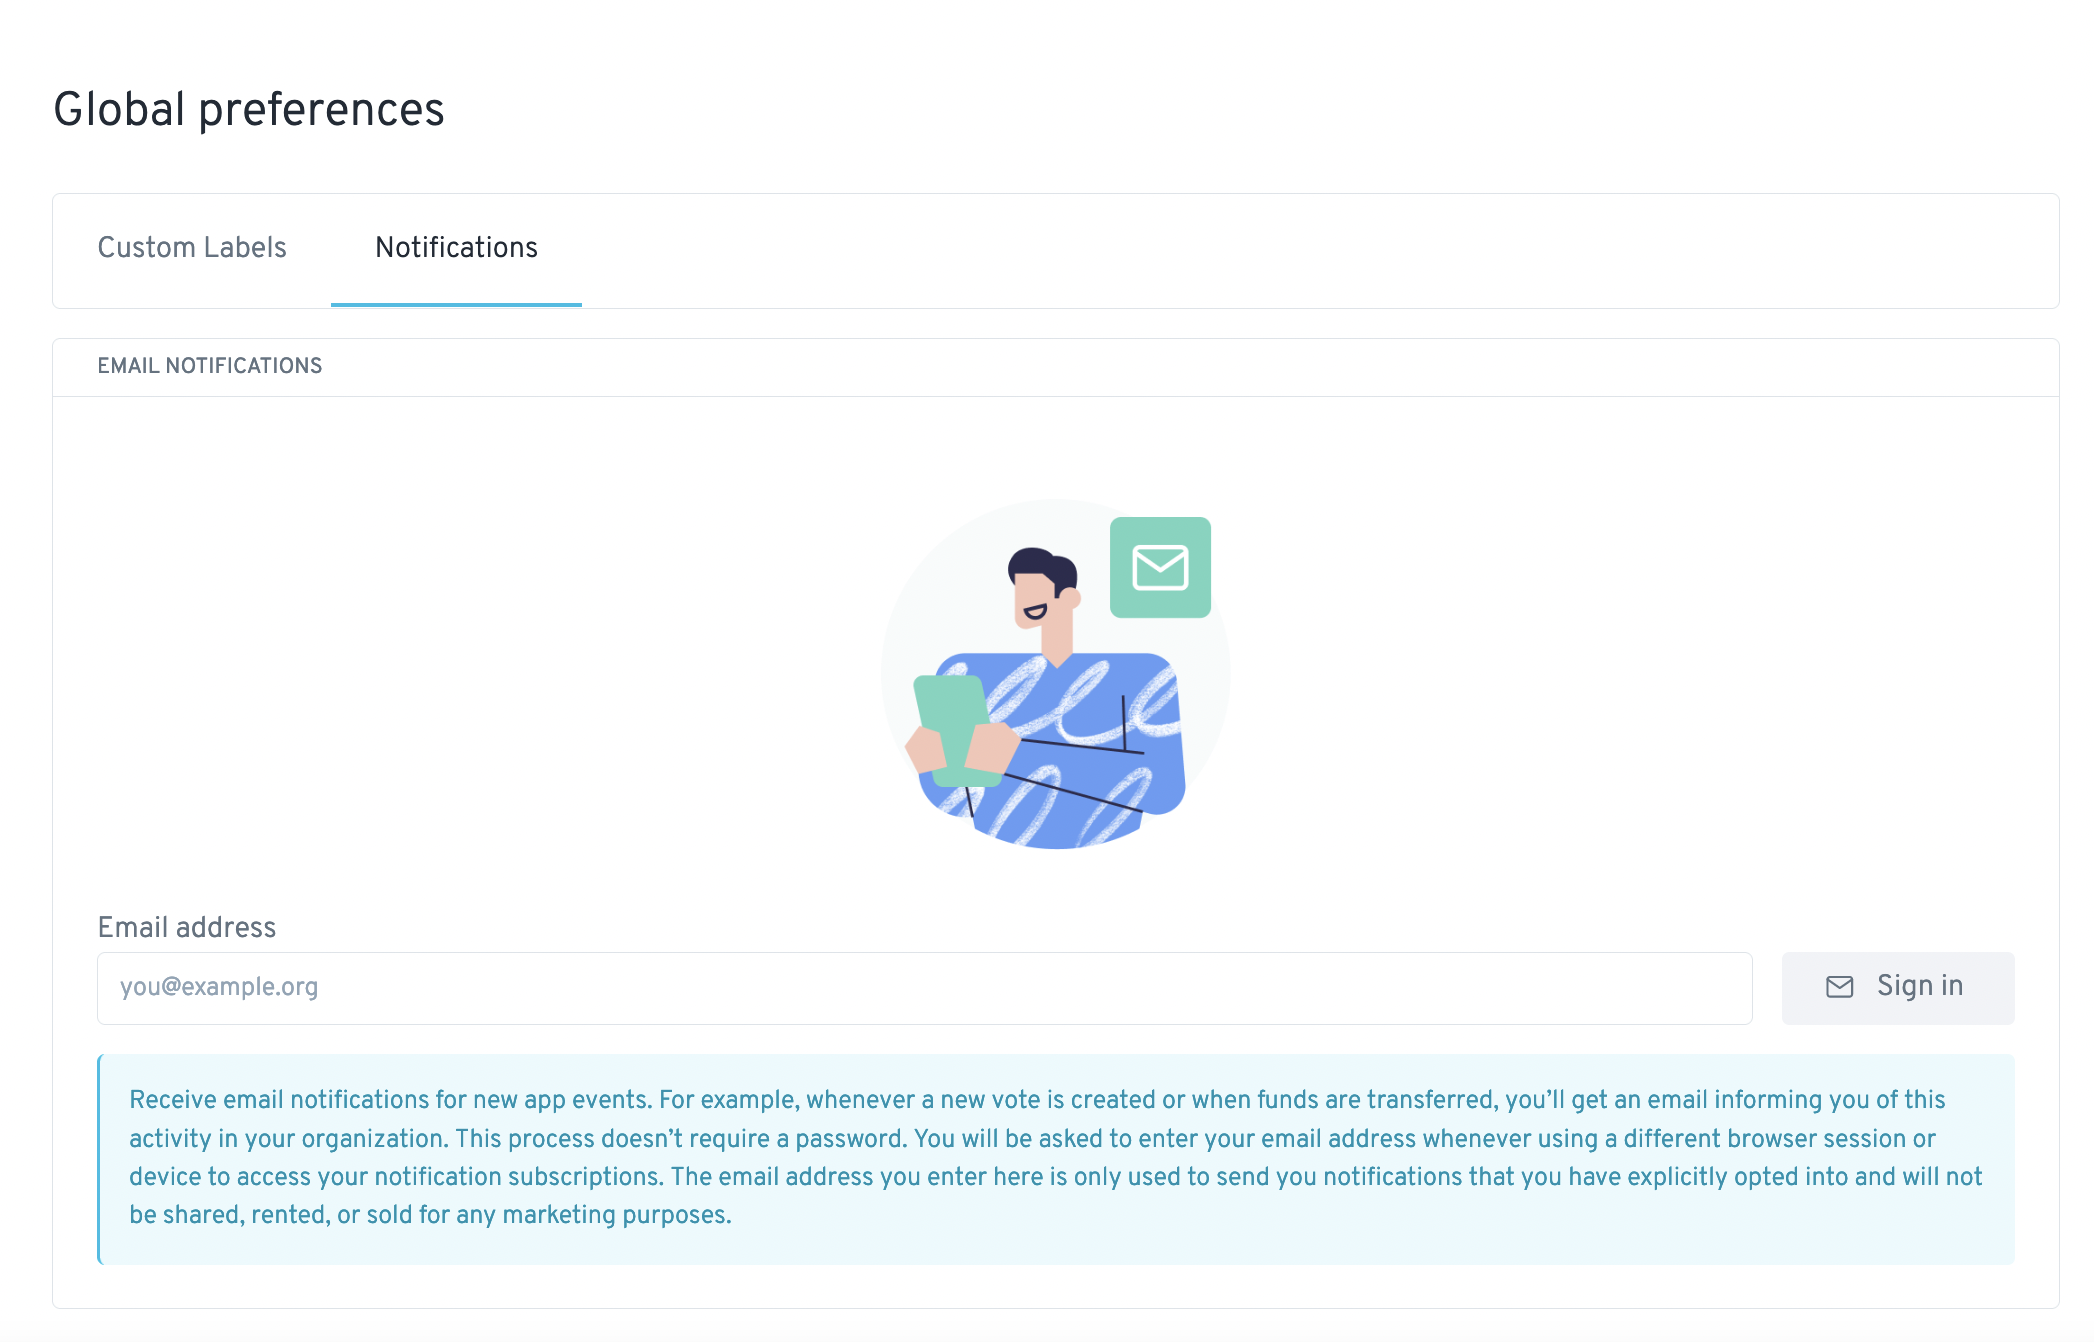 Global preferences
Custom Labels
Notifications
EMAIL NOTIFICATIONS
Email address
you@example.org
Sign in
Receive email notifications for new app events. For example, whenever a new vote is created or when funds are transferred, you’ll get an email informing you of this
activity in your organization. This process doesn’t require a password. You will be asked to enter your email address whenever using a different browser session or
device to access your notification subscriptions. The email address you enter here is only used to send you notifications that you have explicitly opted into and will not
be shared, rented, or sold for any marketing purposes.